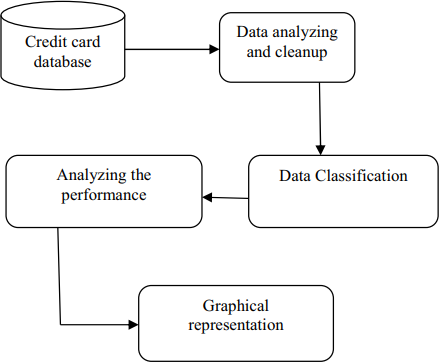 Credit card
database
Data analyzing
and cleanup
Data Classification
Analyzing the
performance
Graphical
representation